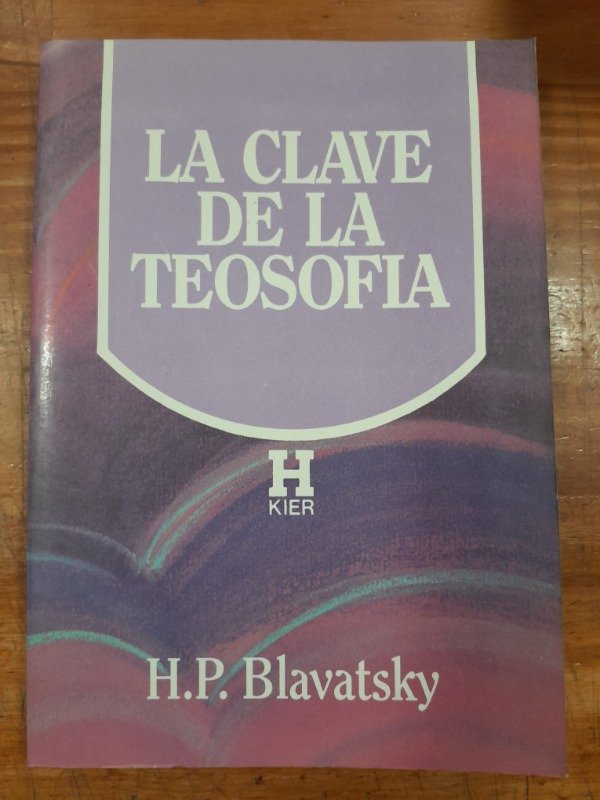 LA CLAVE
DE LA
TEOSOFIA
H
KIER
H.P. Blavatsky